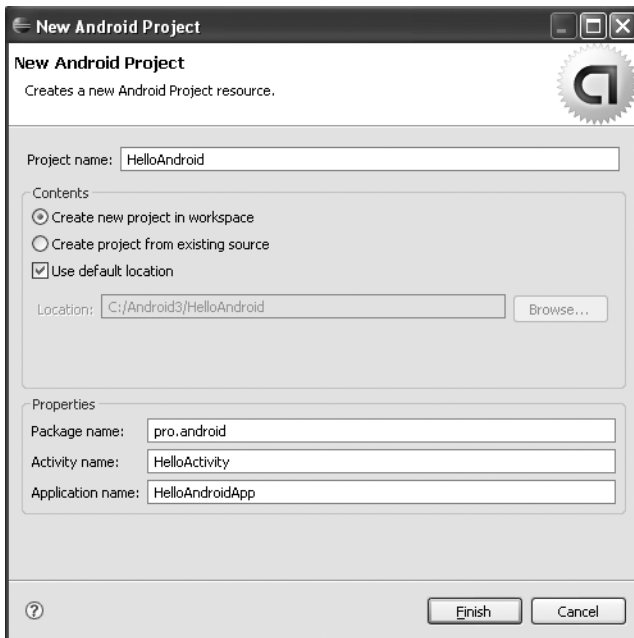 New Android Project
New Android Project
Creates a new Android Project resource.
Project name: HelloAndroid
Contents
Create new project in workspace
Create project from existing source
Use default location
Location: C:/Android3/HelloAndroid Browse...
Properties
Package name: pro.android
Activity name: HelloActivity
Application name: HelloAndroidApp
? Finish Cancel